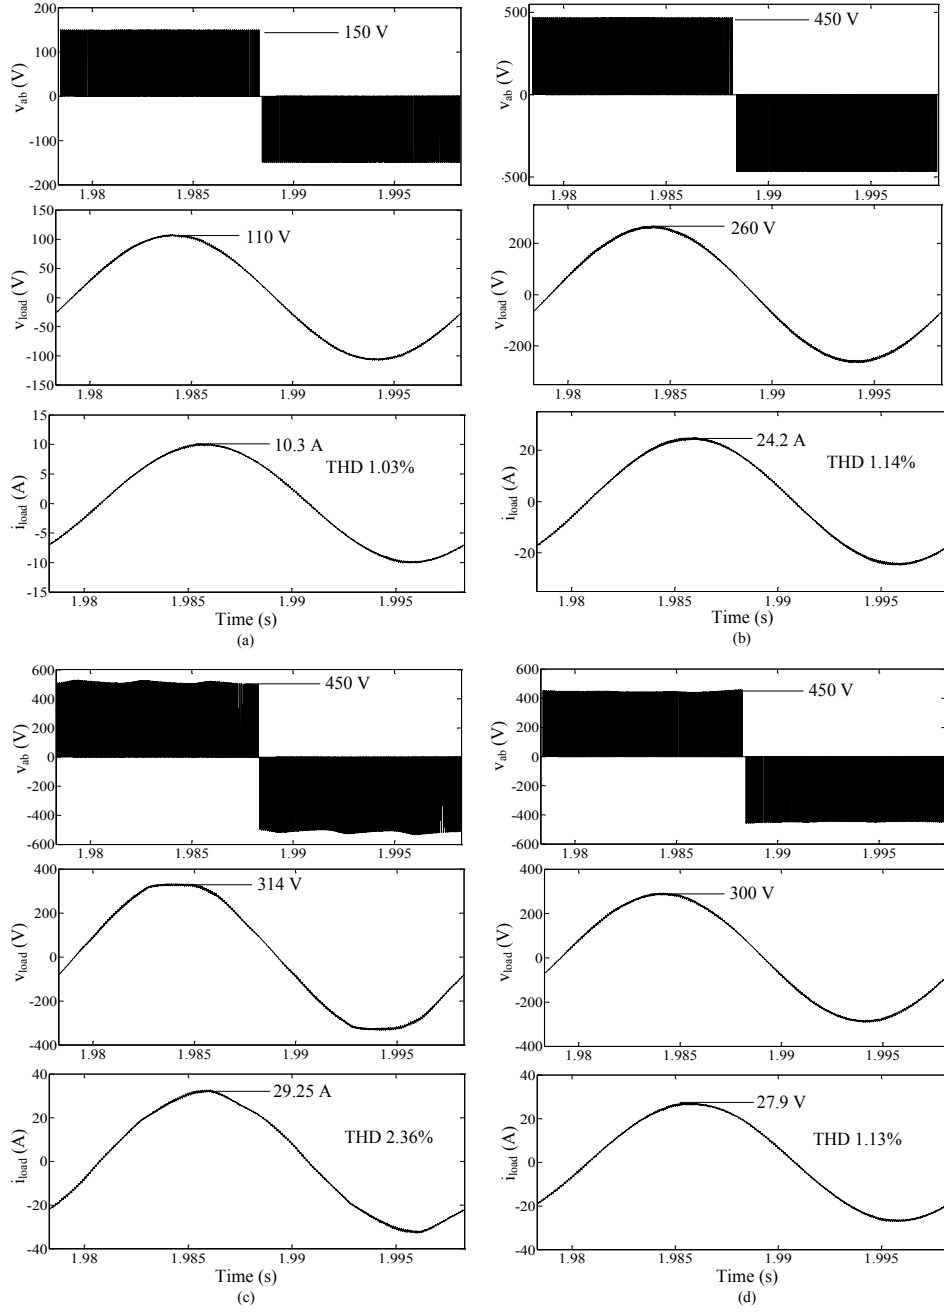 200
100
0
-100
-200
v_ab (V)
150 V
1.98 1.985 1.99 1.995
150
100
50
0
-50
-100
-150
v_load (V)
110 V
1.98 1.985 1.99 1.995
15
10
5
0
-5
-10
-15
i_load (A)
10.3 A
THD 1.03%
1.98 1.985 1.99 1.995
Time (s)
(a)
500
0
-500
v_ab (V)
450 V
1.98 1.985 1.99 1.995
200
0
-200
v_load (V)
260 V
1.98 1.985 1.99 1.995
20
0
-20
i_load (A)
24.2 A
THD 1.14%
1.98 1.985 1.99 1.995
Time (s)
(b)
600
400
200
0
-200
-400
-600
v_ab (V)
450 V
1.98 1.985 1.99 1.995
400
200
0
-200
-400
v_load (V)
314 V
1.98 1.985 1.99 1.995
40
20
0
-20
-40
i_load (A)
29.25 A
THD 2.36%
1.98 1.985 1.99 1.995
Time (s)
(c)
600
400
200
0
-200
-400
-600
v_ab (V)
450 V
1.98 1.985 1.99 1.995
400
200
0
-200
-400
v_load (V)
300 V
1.98 1.985 1.99 1.995
40
20
0
-20
-40
i_load (A)
27.9 V
THD 1.13%
1.98 1.985 1.99 1.995
Time (s)
(d)